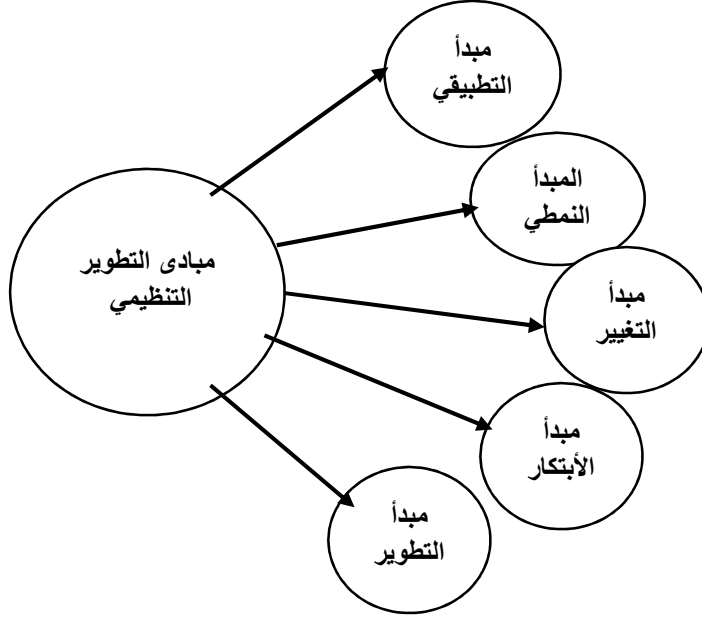 مبدأ
التطبيقي
المبدأ
النمطي
مبادى التطوير
التنظيمي
مبدأ
التغيير
مبدأ
الأبتكار
مبدأ
التطوير